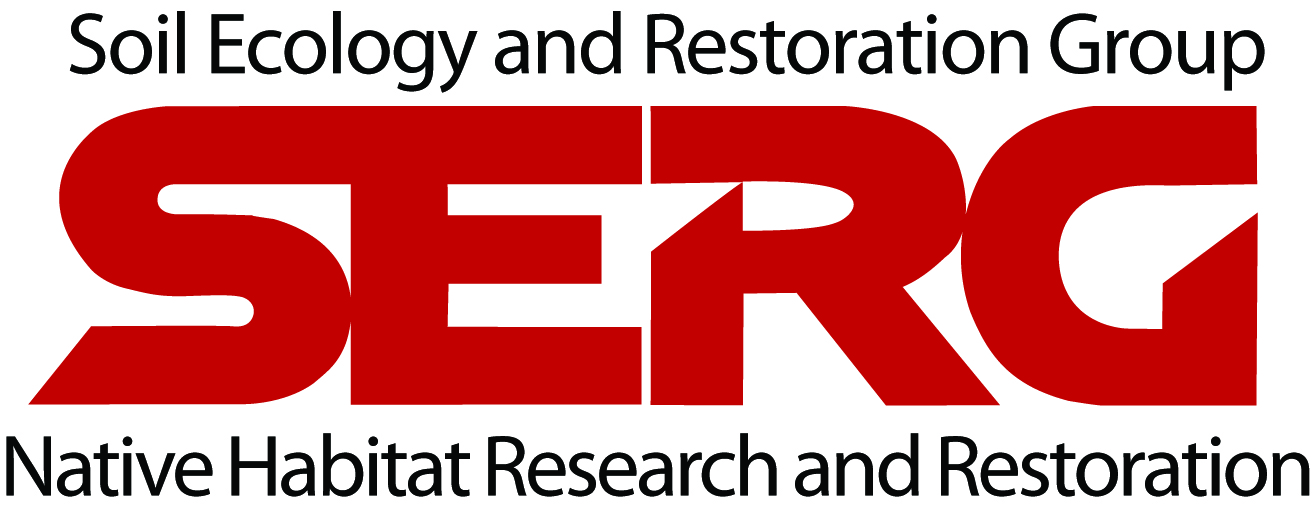 Soil Ecology and Restoration Group
SERG
Native Habitat Research and Restoration